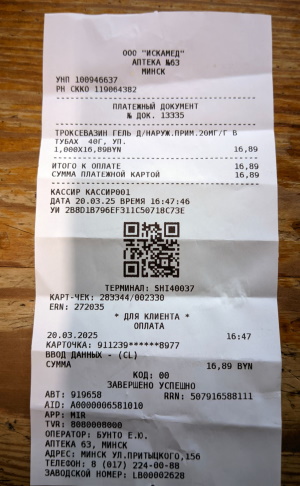 ООО "ИСКАМЕД"
АПТЕКА №63
МИНСК
УНП 100946637
РН СККО 119064382
ПЛАТЕЖНЫЙ ДОКУМЕНТ
№ ДОК. 13335
ТРОКСЕВАЗИН ГЕЛЬ Д/НАРУЖ.ПРИМ.20МГ/Г В
ТУБАХ 40Г, УП.
1,000X16,89BYN 16,89
ИТОГО К ОПЛАТЕ 16,89
СУММА ПЛАТЕЖНОЙ КАРТОЙ 16,89
КАССИР КАССИР001
ДАТА 20.03.25 ВРЕМЯ 16:47:46
УИ 2B8D1B796EF311C50718C73E
ТЕРМИНАЛ: SHI40037
КАРТ-ЧЕК: 283344/002330
ERN: 272035
* ДЛЯ КЛИЕНТА *
ОПЛАТА
20.03.2025 16:47
КАРТОЧКА: 911239******8977
ВВОД ДАННЫХ - (CL)
СУММА 16,89 BYN
КОД: 00
ЗАВЕРШЕНО УСПЕШНО
АВТ: 919658 RRN: 507916588111
AID: A0000006581010
APP: MIR
TVR: 8080008000
ОПЕРАТОР: БУНТО Е.Ю.
АПТЕКА 63, МИНСК
АДРЕС: МИНСК УЛ.ПРИТЫЦКОГО,156
ТЕЛЕФОН: 8 (017) 224-00-88
ЗАВОДСКОЙ НОМЕР: LB00002628